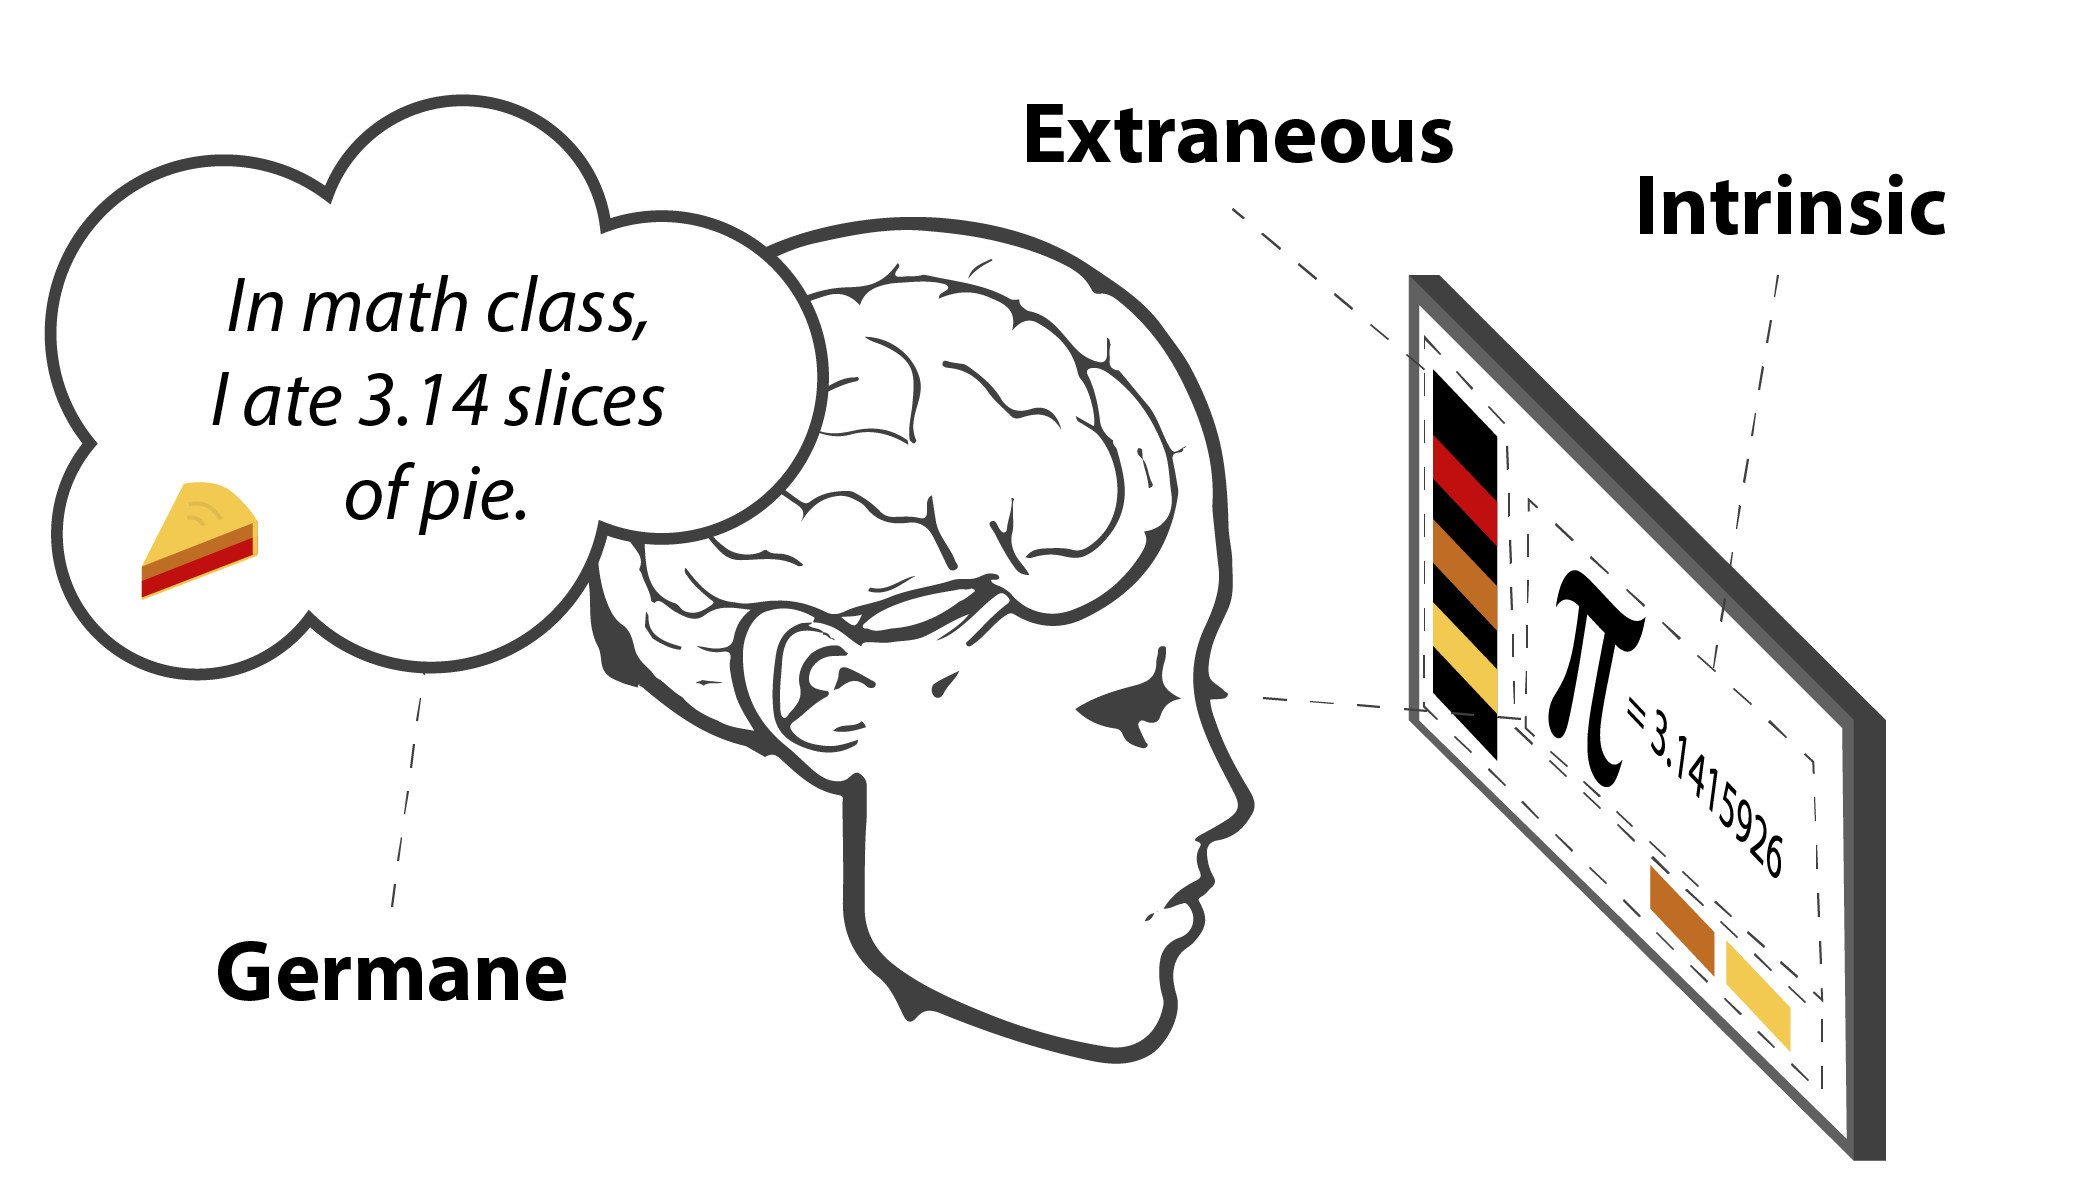 Extraneous
Intrinsic
In math class,
I ate 3.14 slices
of pie.
π = 3.1415926
Germane